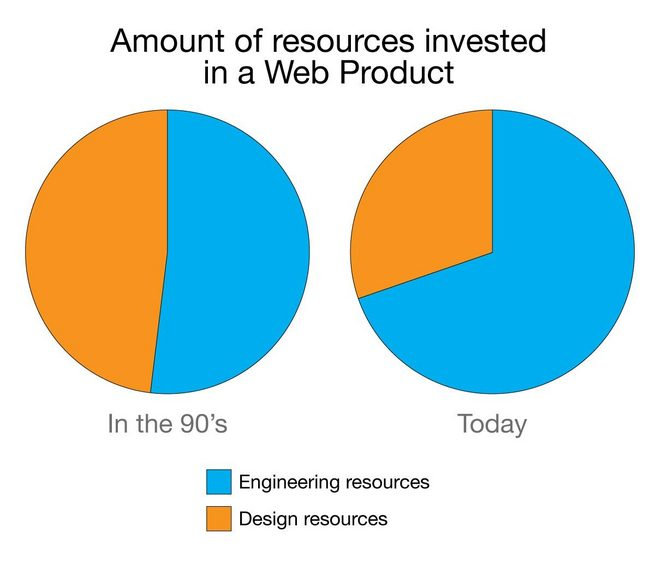 Amount of resources invested
in a Web Product
In the 90’s
Today
Engineering resources
Design resources